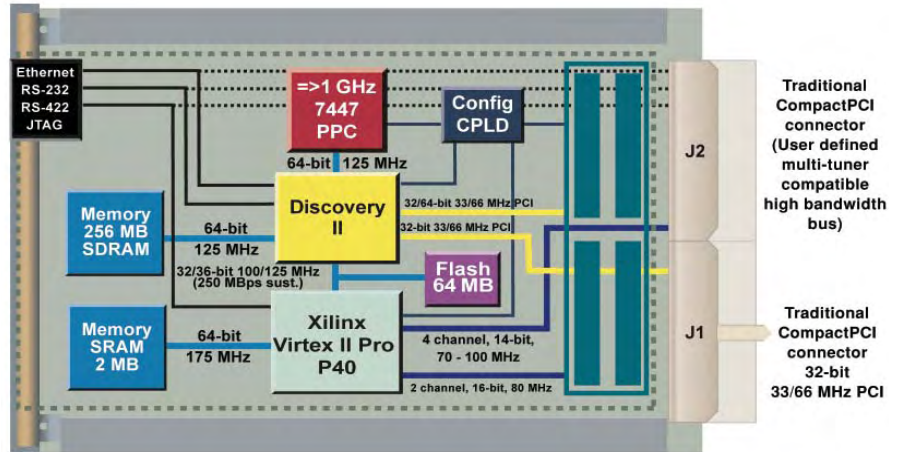 Ethernet
RS-232
RS-422
JTAG
=>1 GHz
7447
PPC
Config
CPLD
64-bit 125 MHz
Memory
256 MB
SDRAM
64-bit
125 MHz
Discovery
II
32/64-bit 33/66 MHz PCI
32-bit 33/66 MHz PCI
32/36-bit 100/125 MHz
(250 MBps sust.)
Flash
64 MB
Memory
SRAM
2 MB
64-bit
175 MHz
Xilinx
Virtex II Pro
P40
4 channel, 14-bit,
70 - 100 MHz
2 channel, 16-bit, 80 MHz
J2
J1
Traditional
CompactPCI
connector
(User defined
multi-tuner
compatible
high bandwidth
bus)
Traditional
CompactPCI
connector
32-bit
33/66 MHz PCI